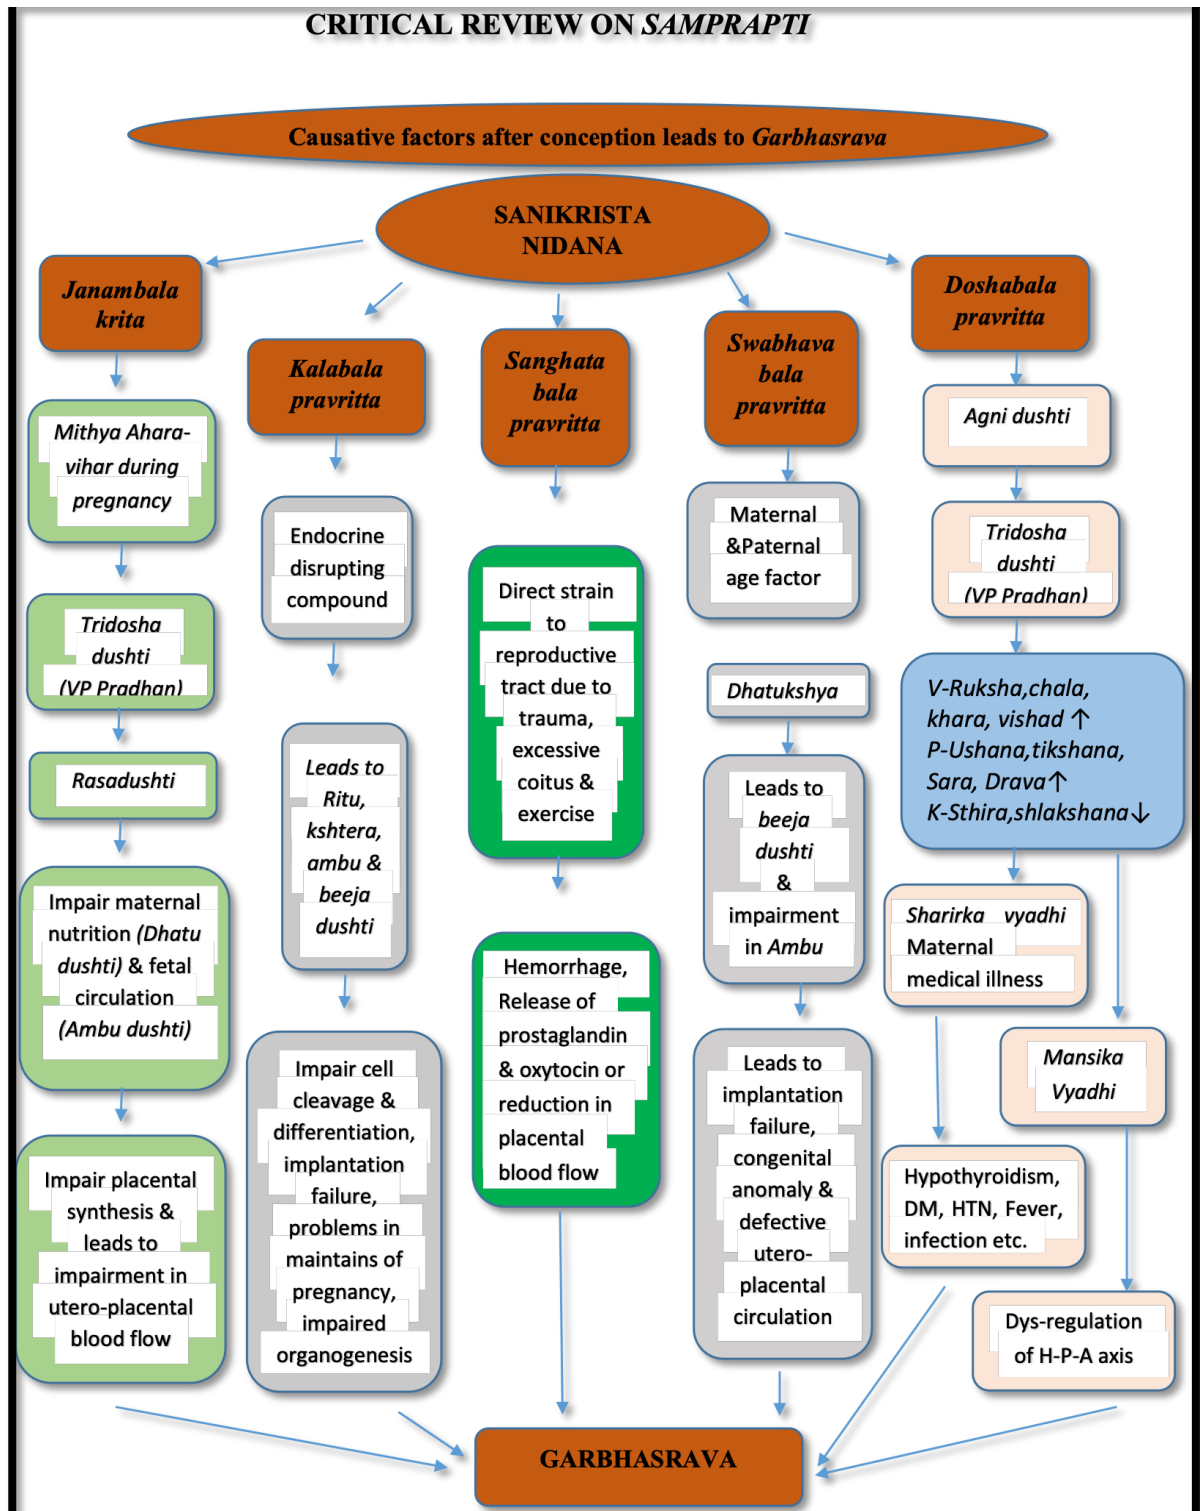 CRITICAL REVIEW ON SAMPRAPTI
Causative factors after conception leads to Garbhasrava
SANIKRISTA
NIDANA
Janambala
krita
Mithya Ahara-
vihar during
pregnancy
Tridosha
dushti
(VP Pradhan)
Rasadushti
Impair maternal
nutrition (Dhatu
dushti) & fetal
circulation
(Ambu dushti)
Impair placental
synthesis &
leads to
impairment in
utero-placental
blood flow
Kalabala
pravritta
Endocrine
disrupting
compound
Leads to
Ritu,
kshtera,
ambu &
beeja
dushti
Impair cell
cleavage &
differentiation,
implantation
failure,
problems in
maintains of
pregnancy,
impaired
organogenesis
Sanghata
bala
pravritta
Direct strain
to
reproductive
tract due to
trauma,
excessive
coitus &
exercise
Hemorrhage,
Release of
prostaglandin
& oxytocin or
reduction in
placental
blood flow
Swabhava
bala
pravritta
Maternal
&Paternal
age factor
Dhatukshya
Leads to
beeja
dushti
&
impairment
in Ambu
Leads to
implantation
failure,
congenital
anomaly &
defective
utero-
placental
circulation
Doshabala
pravritta
Agni dushti
Tridosha
dushti
(VP Pradhan)
V-Ruksha,chala,
khara, vishad ↑
P-Ushana,tikshana,
Sara, Drava↑
K-Sthira,shlakshana↓
Sharirka vyadhi
Maternal
medical illness
Hypothyroidism,
DM, HTN, Fever,
infection etc.
Mansika
Vyadhi
Dys-regulation
of H-P-A axis
GARBHASRAVA